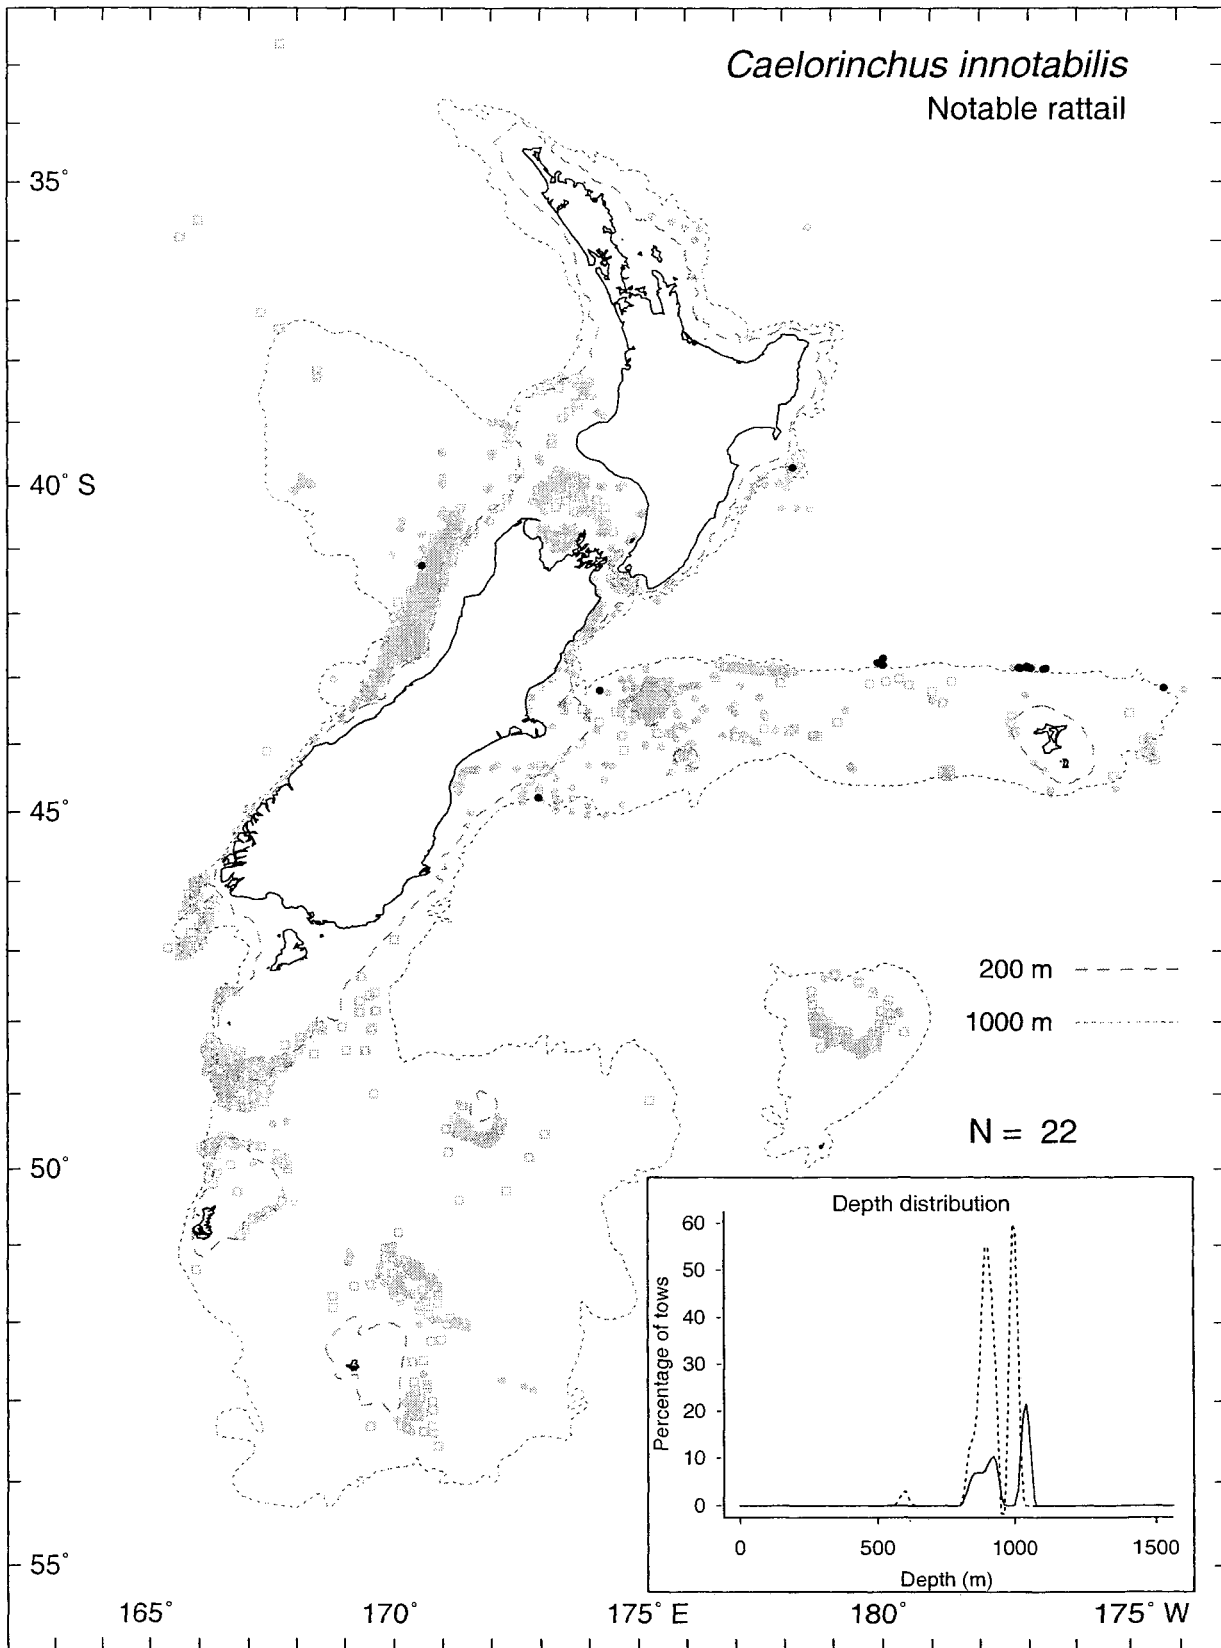 Caelorinchus innotabilis
Notable rattail
35°
40° S
45°
50°
55°
200 m
1000 m
N = 22
Depth distribution
Percentage of tows
60
50
40
30
20
10
0
0 500 1000 1500
Depth (m)
165° 170° 175° E 180° 175° W